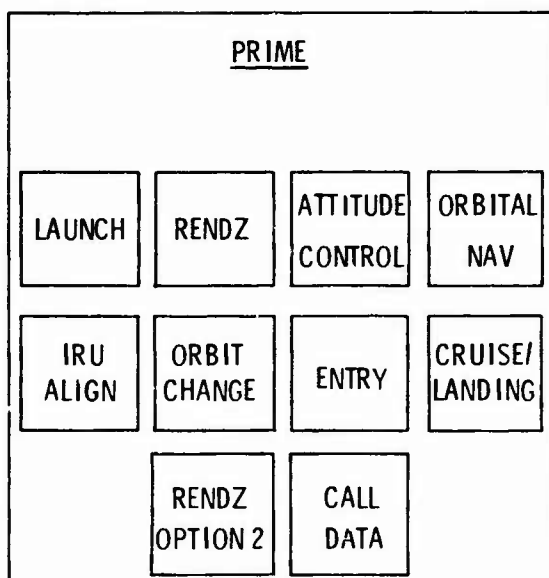 PRIME
LAUNCH
RENDZ
ATTITUDE
CONTROL
ORBITAL
NAV
IRU
ALIGN
ORBIT
CHANGE
ENTRY
CRUISE/
LANDING
RENDZ
OPTION 2
CALL
DATA